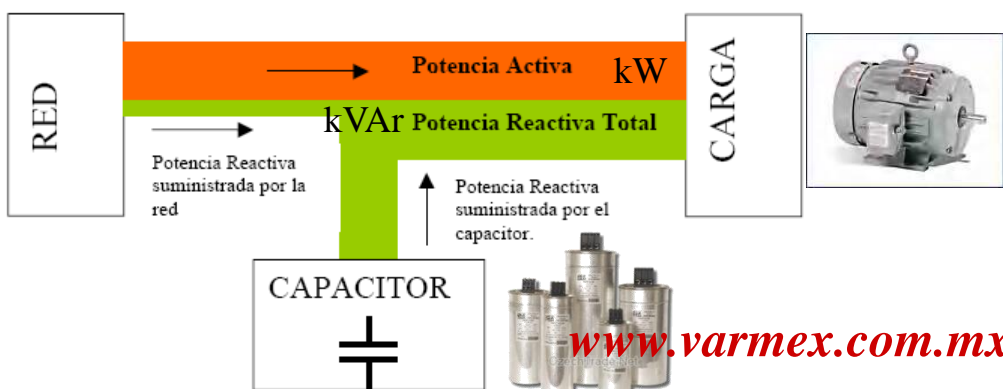 RED
Potencia Activa
kW
kVAr
Potencia Reactiva Total
CARGA
Potencia Reactiva
suministrada por la
red
Potencia Reactiva
suministrada por el
capacitor.
CAPACITOR
www.varmex.com.mx